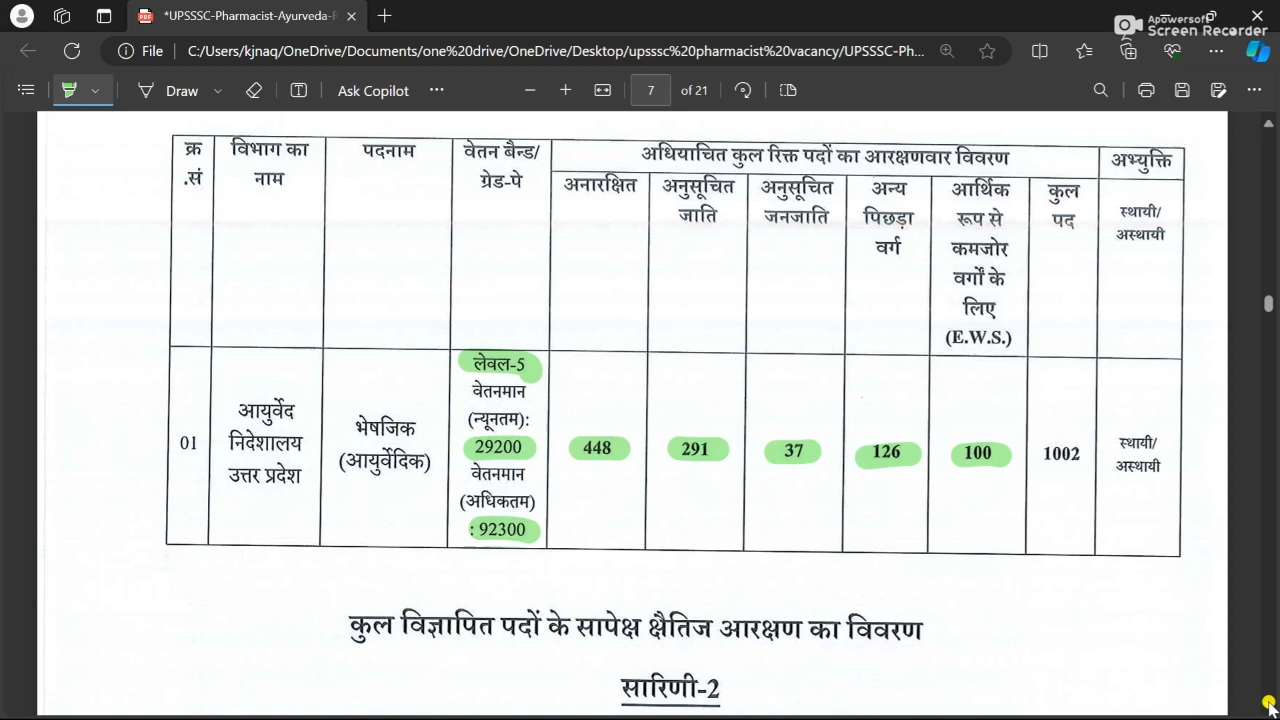 *UPSSSC-Pharmacist-Ayurveda-R
Apowersoft
Screen Recorder
File
C:/Users/kjnaq/OneDrive/Documents/one%20drive/OneDrive/Desktop/upsssc%20pharmacist%20vacancy/UPSSSC-Ph...
Draw
Ask Copilot
7
of 21
क्र
.सं
विभाग का
नाम
पदनाम
वेतन बैन्ड/
ग्रेड-पे
अधियाचित कुल रिक्त पदों का आरक्षणवार विवरण
अभ्युक्ति
अनारक्षित
अनुसूचित
जाति
अनुसूचित
जनजाति
अन्य
पिछड़ा
वर्ग
आर्थिक
रूप से
कमजोर
वर्गों के
लिए
(E.W.S.)
कुल
पद
स्थायी/
अस्थायी
01
आयुर्वेद
निदेशालय
उत्तर प्रदेश
भेषजिक
(आयुर्वेदिक)
लेवल-5
वेतनमान
(न्यूनतम):
29200
वेतनमान
(अधिकतम)
: 92300
448
291
37
126
100
1002
स्थायी/
अस्थायी
कुल विज्ञापित पदों के सापेक्ष क्षैतिज आरक्षण का विवरण
सारिणी-2